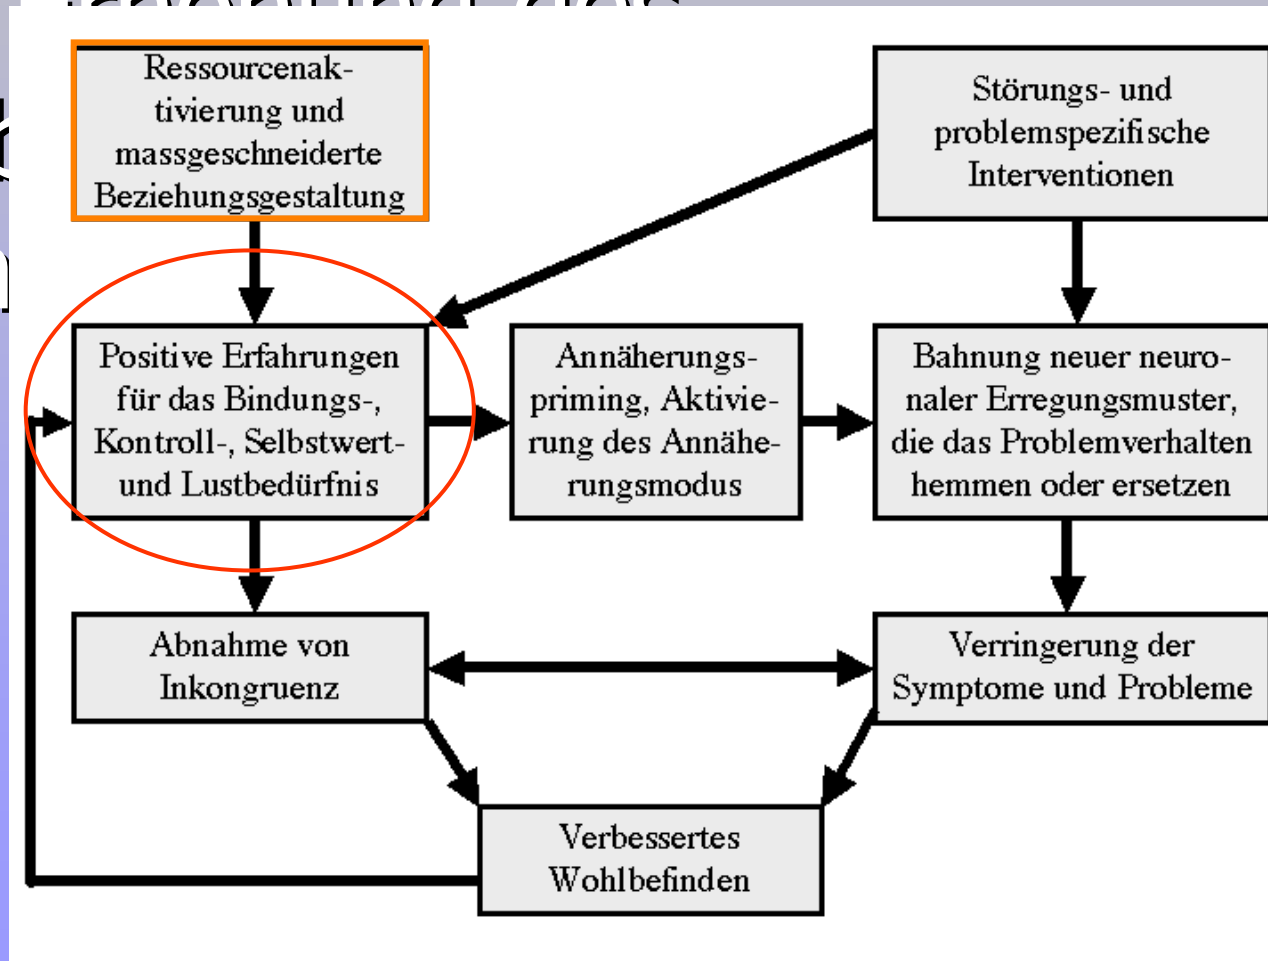 Ressourcenak-
tivierung und
massgeschneiderte
Beziehungsgestaltung
Störungs- und
problemspezifische
Interventionen
Positive Erfahrungen
für das Bindungs-,
Kontroll-, Selbstwert-
und Lustbedürfnis
Annäherungs-
priming, Aktivie-
rung des Annähe-
rungsmodus
Bahnung neuer neuro-
naler Erregungsmuster,
die das Problemverhalten
hemmen oder ersetzen
Abnahme von
Inkongruenz
Verringerung der
Symptome und Probleme
Verbessertes
Wohlbefinden